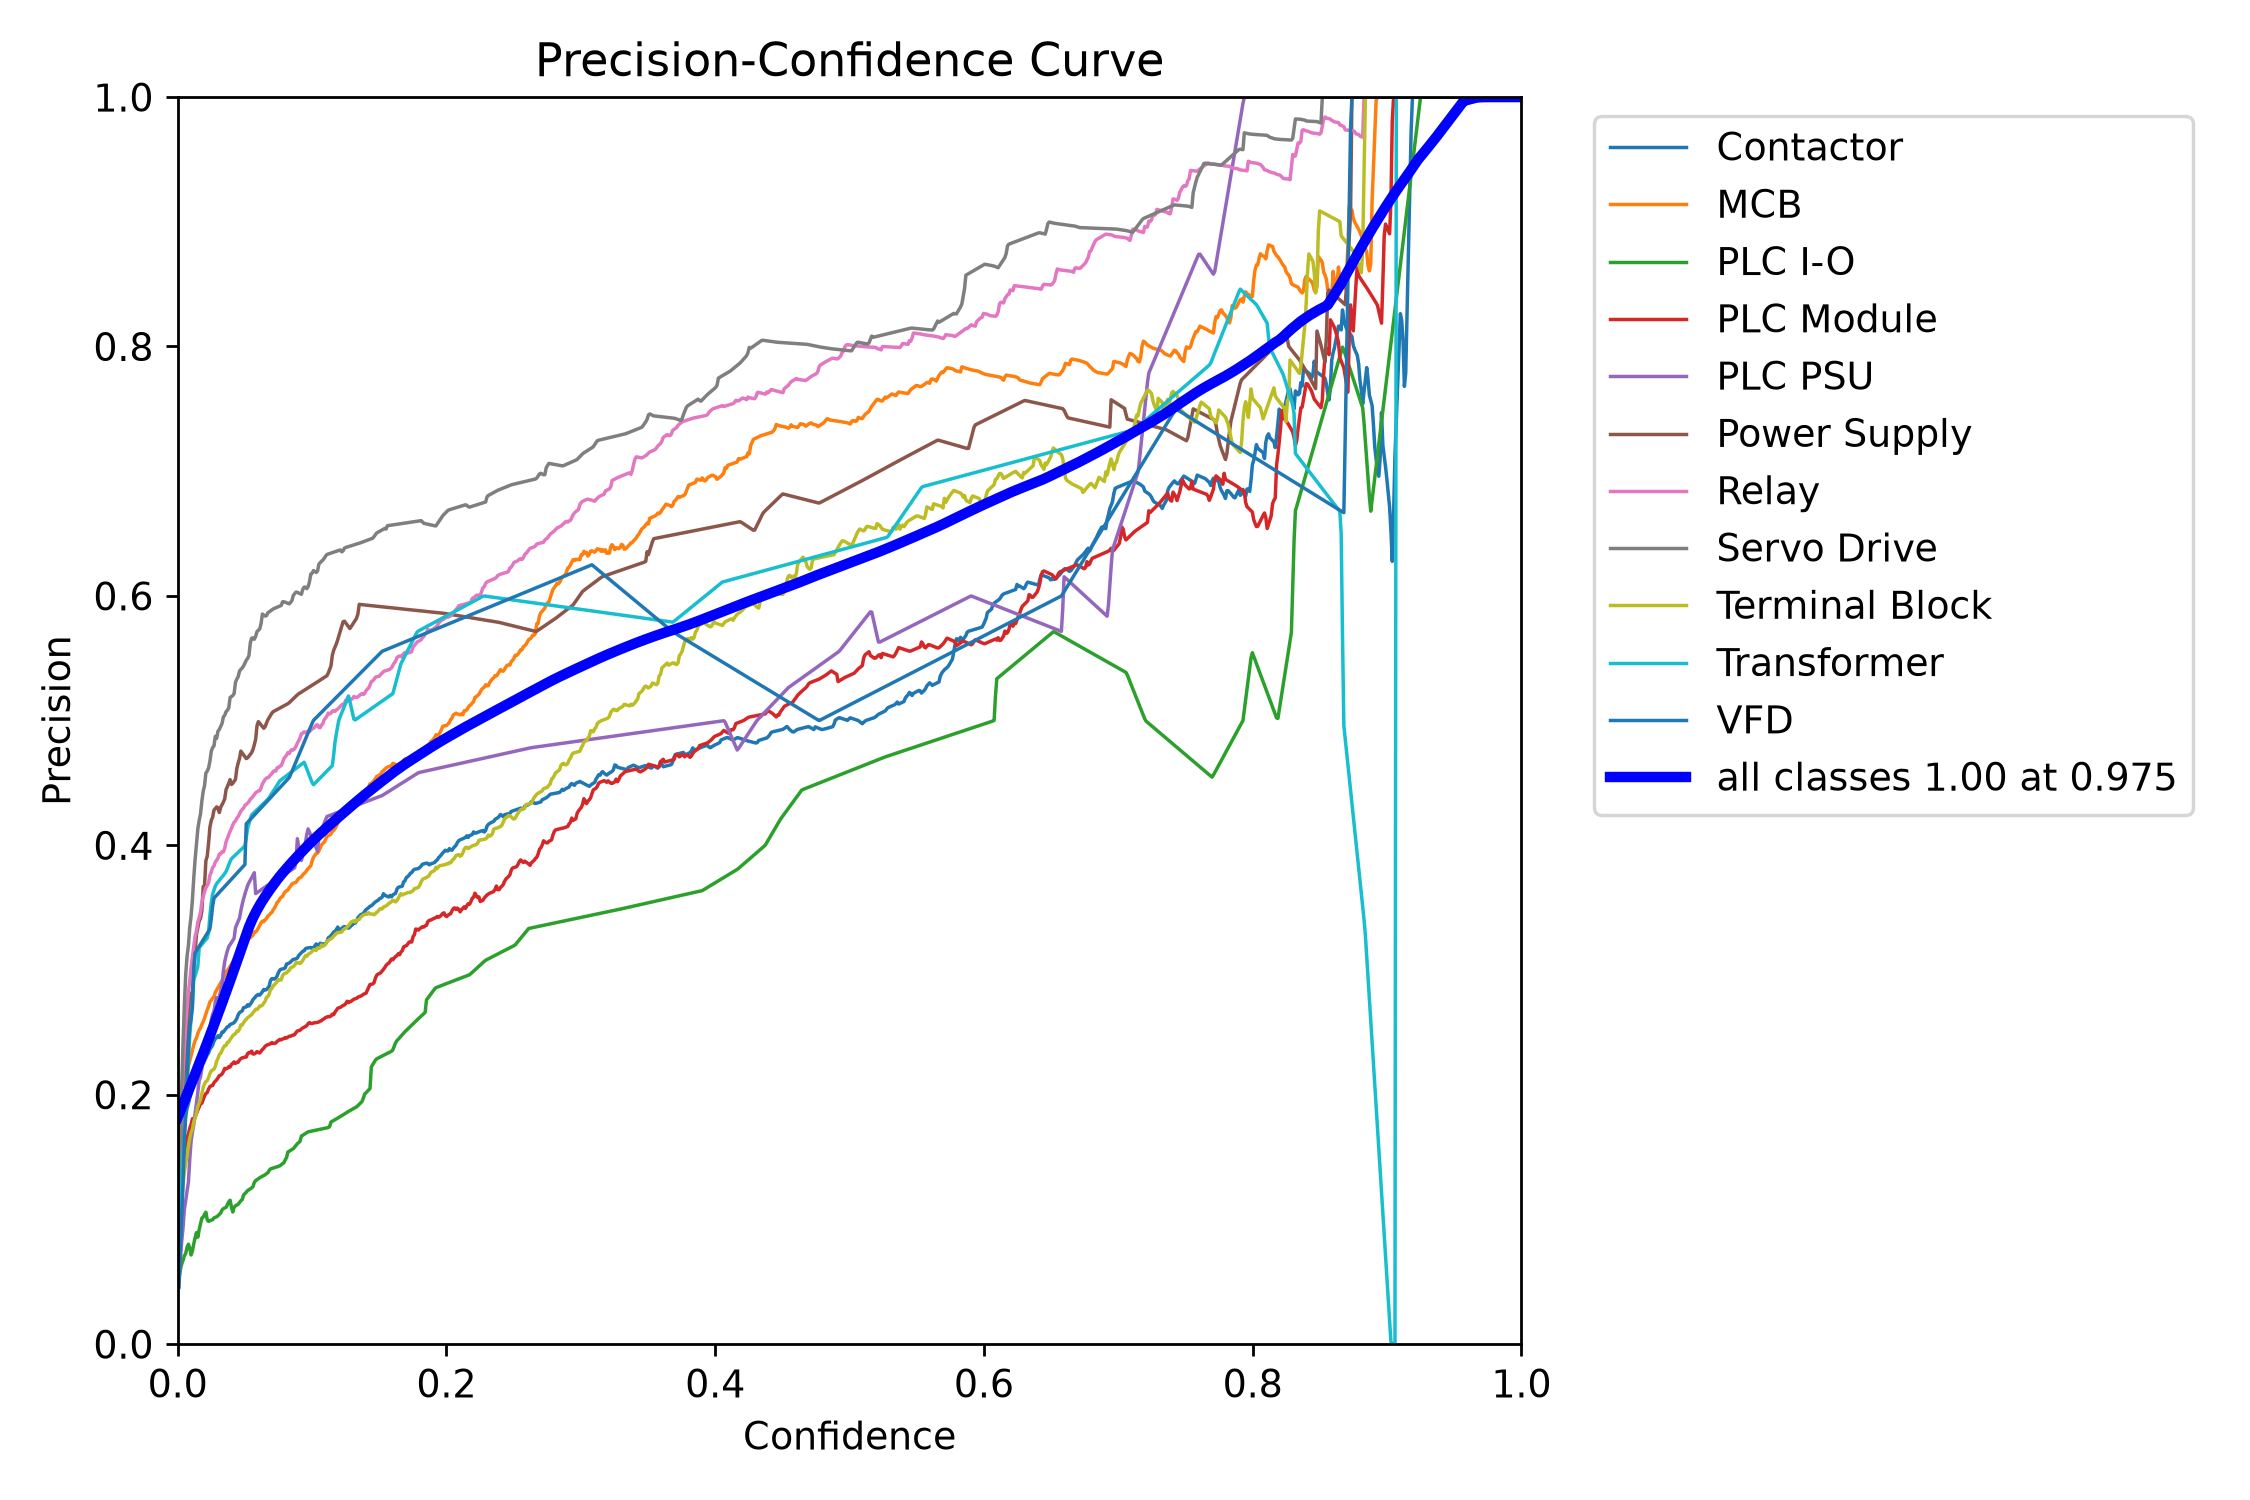 Precision-Confidence Curve
1.0
0.8
0.6
0.4
0.2
0.0
Precision
0.0 0.2 0.4 0.6 0.8 1.0
Confidence
Contactor
MCB
PLC I-O
PLC Module
PLC PSU
Power Supply
Relay
Servo Drive
Terminal Block
Transformer
VFD
all classes 1.00 at 0.975